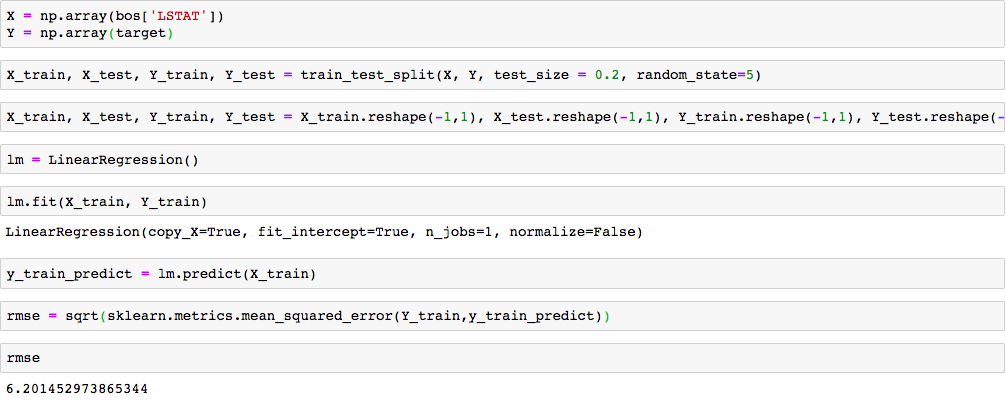 X = np.array(bos['LSTAT'])
Y = np.array(target)
X_train, X_test, Y_train, Y_test = train_test_split(X, Y, test_size = 0.2, random_state=5)
X_train, X_test, Y_train, Y_test = X_train.reshape(-1,1), X_test.reshape(-1,1), Y_train.reshape(-1,1), Y_test.reshape(-
lm = LinearRegression()
lm.fit(X_train, Y_train)
LinearRegression(copy_X=True, fit_intercept=True, n_jobs=1, normalize=False)
y_train_predict = lm.predict(X_train)
rmse = sqrt(sklearn.metrics.mean_squared_error(Y_train,y_train_predict))
rmse
6.201452973865344